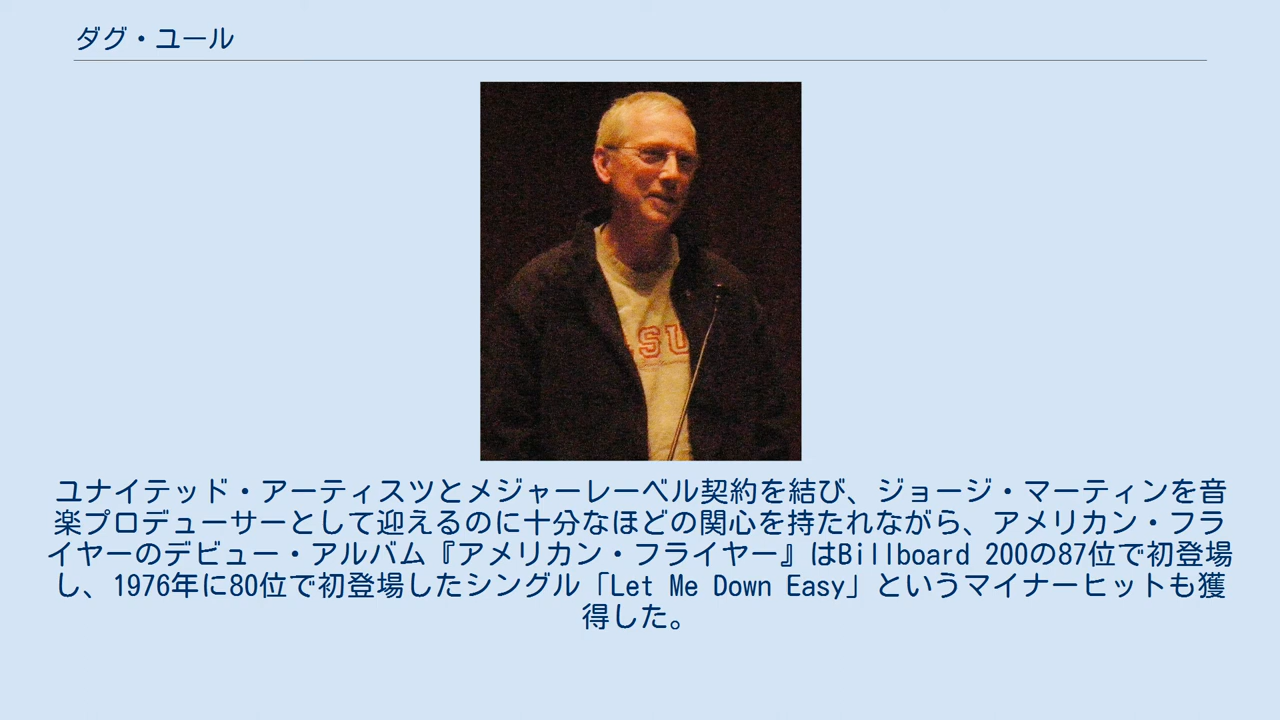 ダグ・ユール
SU
ユナイテッド・アーティスツとメジャーレーベル契約を結び、ジョージ・マーティンを音
楽プロデューサーとして迎えるのに十分なほどの関心を持たれながら、アメリカン・フラ
イヤーのデビュー・アルバム『アメリカン・フライヤー』はBillboard 200の87位で初登場
し、1976年に80位で初登場したシングル「Let Me Down Easy」というマイナーヒットも獲
得した。